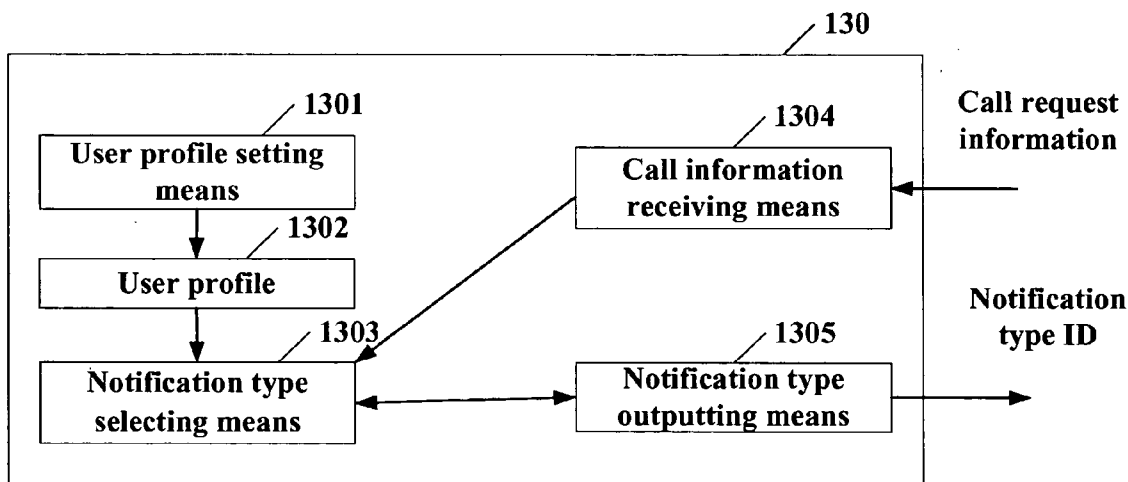 130
1301
User profile setting
means
1302
User profile
1303
Notification type
selecting means
1304
Call information
receiving means
1305
Notification type
outputting means
Call request
information
Notification
type ID